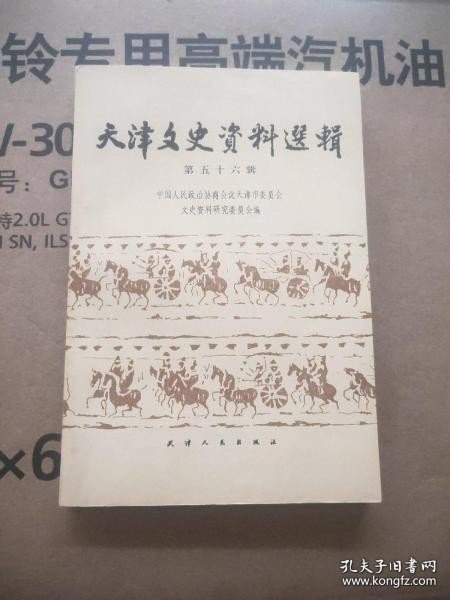 铃专用高端汽机油
天津文史資料選輯
第五十六辑
中国人民政治协商会议天津市委员会
文史资料研究委员会编
天津人民出版社
V-30
号：G
特2.0L G
I SN, ILS
×6
孔夫子旧书网
www.kongfz.com